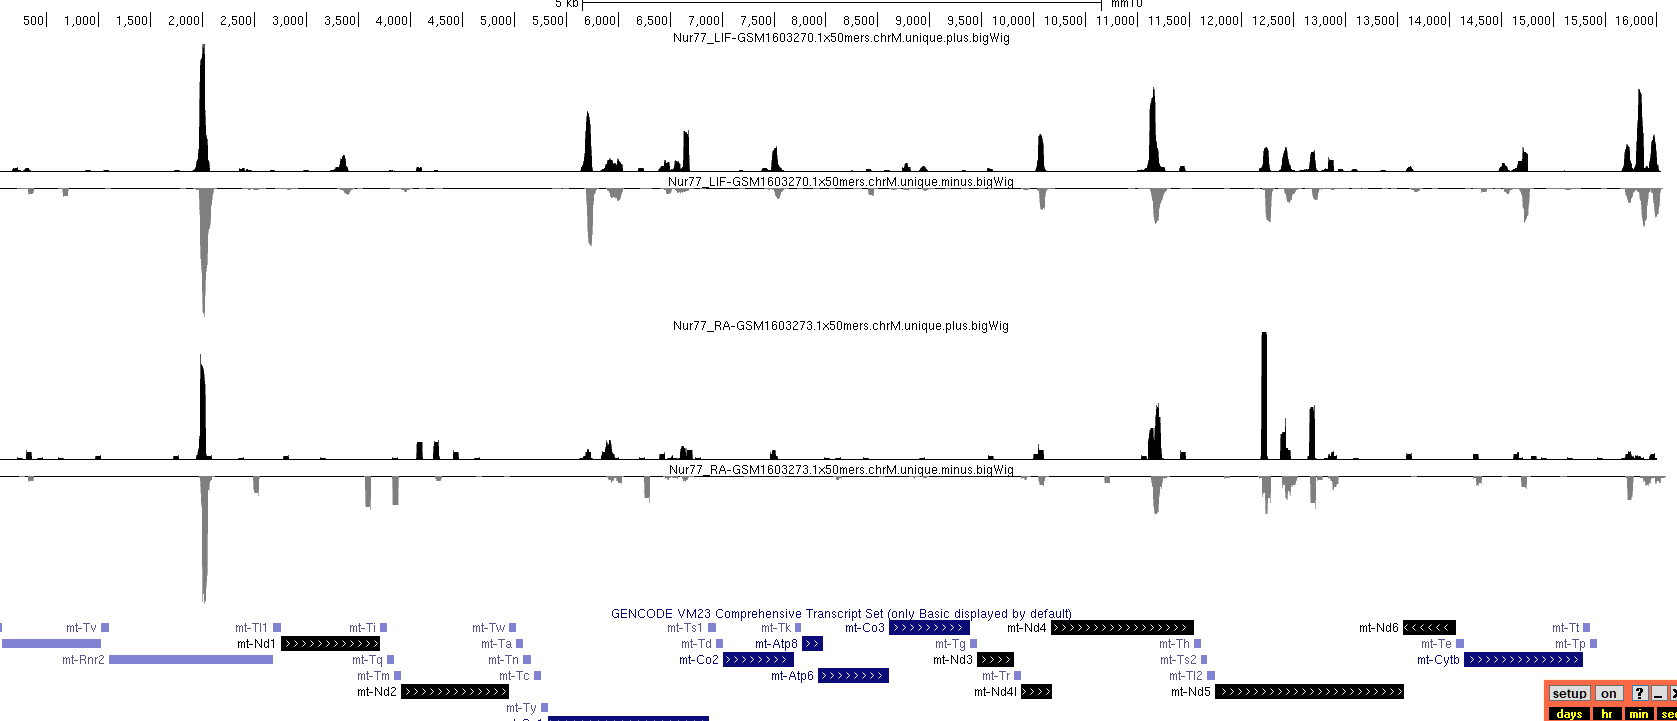 5 kb mm10
500 1,000 1,500 2,000 2,500 3,000 3,500 4,000 4,500 5,000 5,500 6,000 6,500 7,000 7,500 8,000 8,500 9,000 9,500 10,000 10,500 11,000 11,500 12,000 12,500 13,000 13,500 14,000 14,500 15,000 15,500 16,000
Nur77_LIF-GSM1603270.1x50mers.chrM.unique.plus.bigWig
Nur77_LIF-GSM1603270.1x50mers.chrM.unique.minus.bigWig
Nur77_RA-GSM1603273.1x50mers.chrM.unique.plus.bigWig
Nur77_RA-GSM1603273.1x50mers.chrM.unique.minus.bigWig
GENCODE VM23 Comprehensive Transcript Set (only Basic displayed by default)
mt-Tv mt-Tl1 mt-Ti mt-Tw mt-Ts1 mt-Tk mt-Co3 mt-Nd4 mt-Nd6 mt-Tt
mt-Nd1 mt-Ta mt-Td mt-Atp8 mt-Tg mt-Th mt-Te mt-Tp
mt-Rnr2 mt-Tq mt-Tn mt-Co2 mt-Nd3 mt-Ts2 mt-Cytb
mt-Tm mt-Tc mt-Atp6 mt-Tr mt-Tl2
mt-Nd2 mt-Nd4l mt-Nd5
mt-Ty
setup on ? _ x
days hr min sec